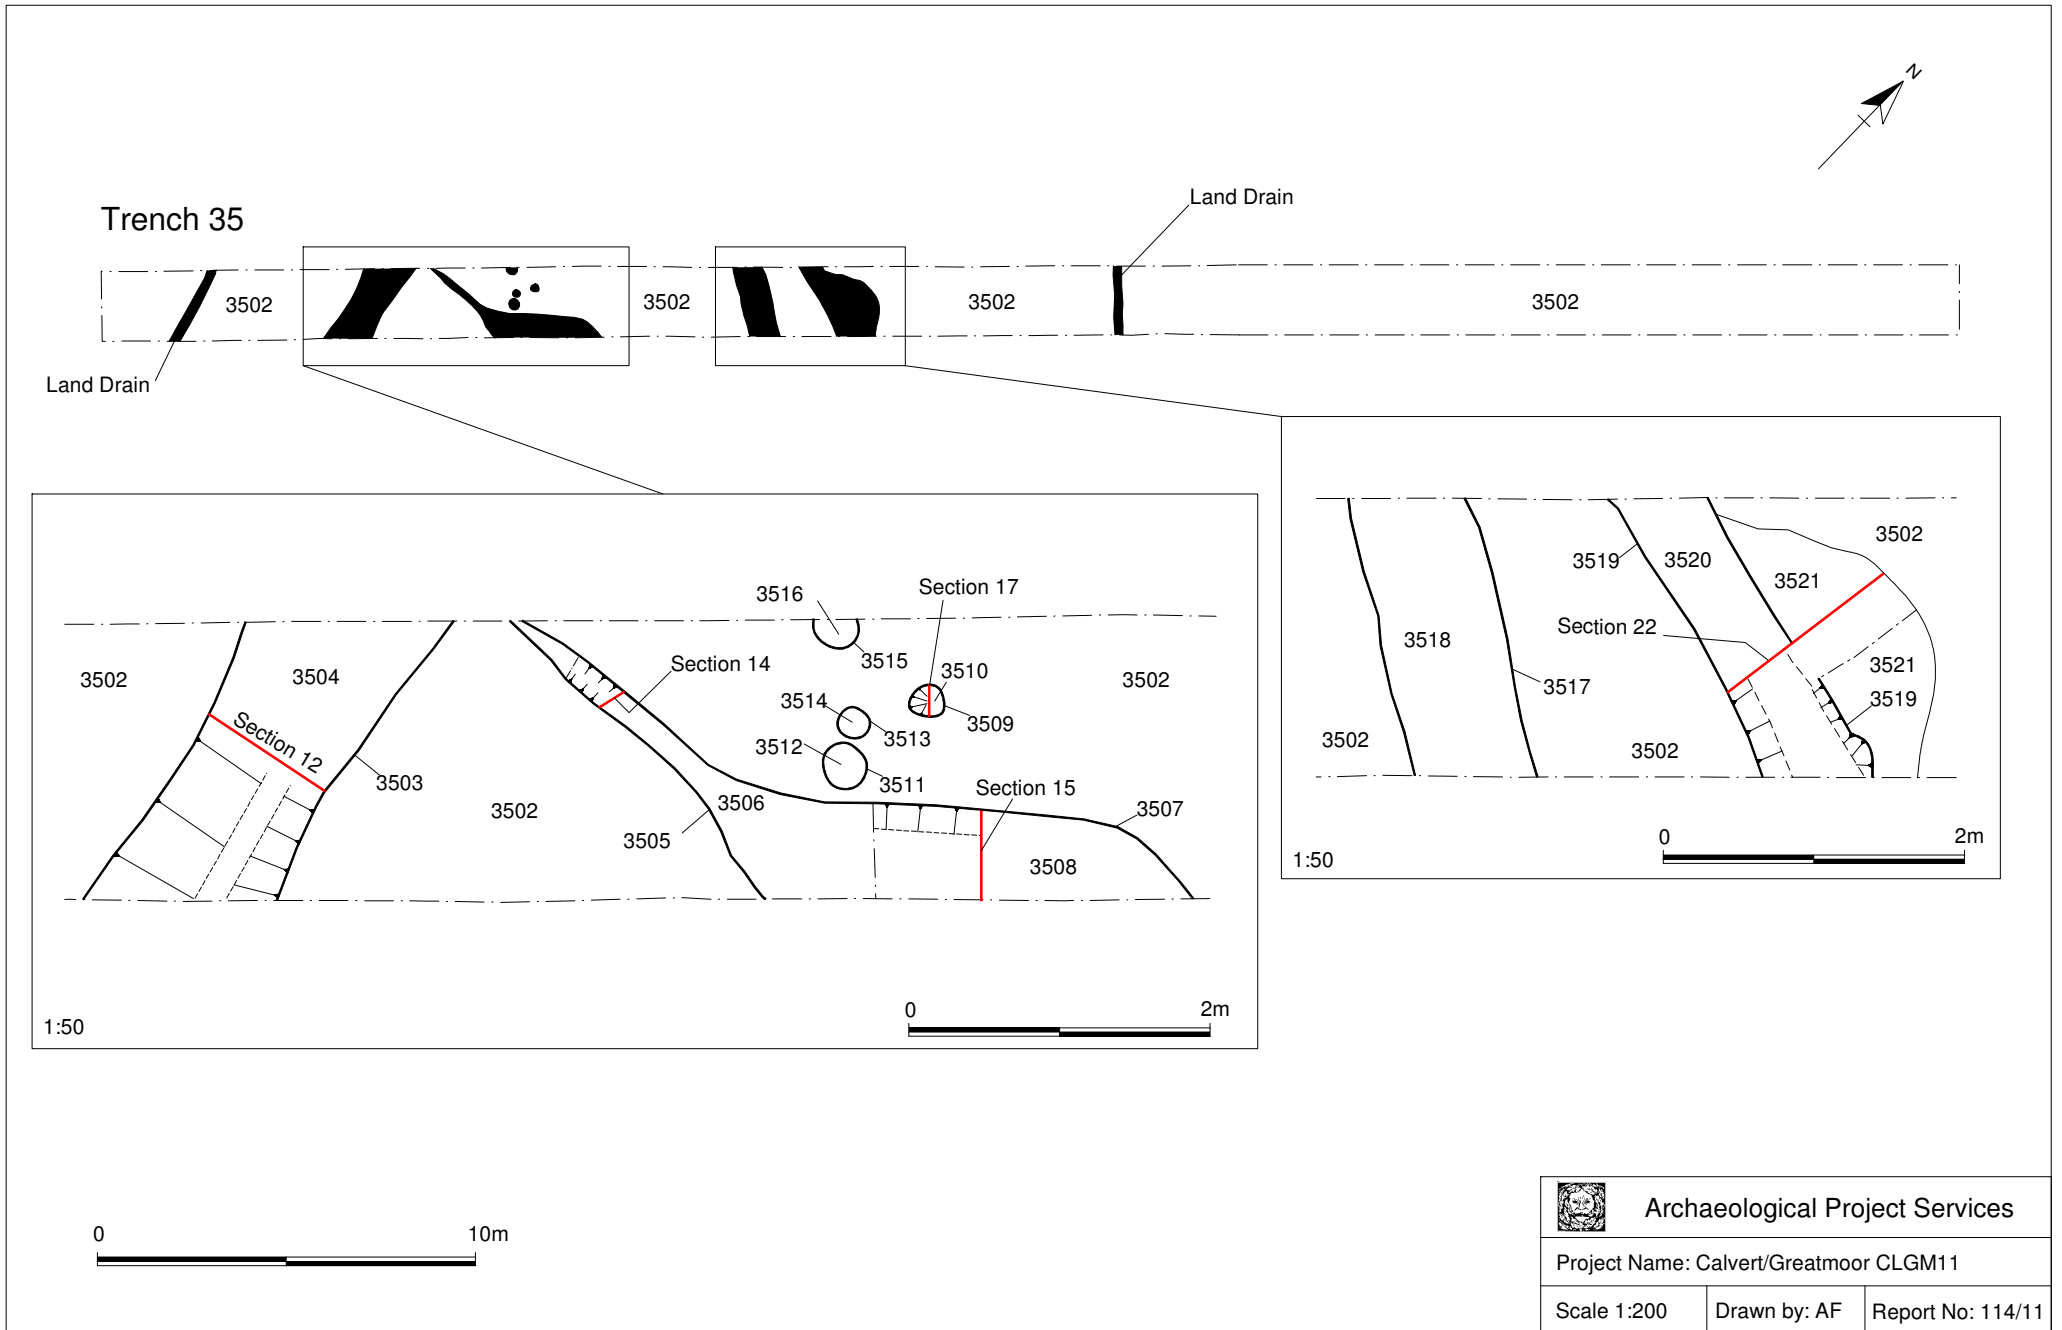 N
Trench 35
Land Drain
3502
3502
3502
3502
Land Drain
3516
Section 17
3515
Section 14
3510
3502
3504
3502
3514
3509
3513
Section 12
3512
3511
3503
Section 15
3502
3506
3507
3505
3508
0 2m
1:50
3502
3519
3520
3521
Section 22
3518
3521
3517
3519
3502
3502
0 2m
1:50
0 10m
Archaeological Project Services
Project Name: Calvert/Greatmoor CLGM11
Scale 1:200 Drawn by: AF Report No: 114/11